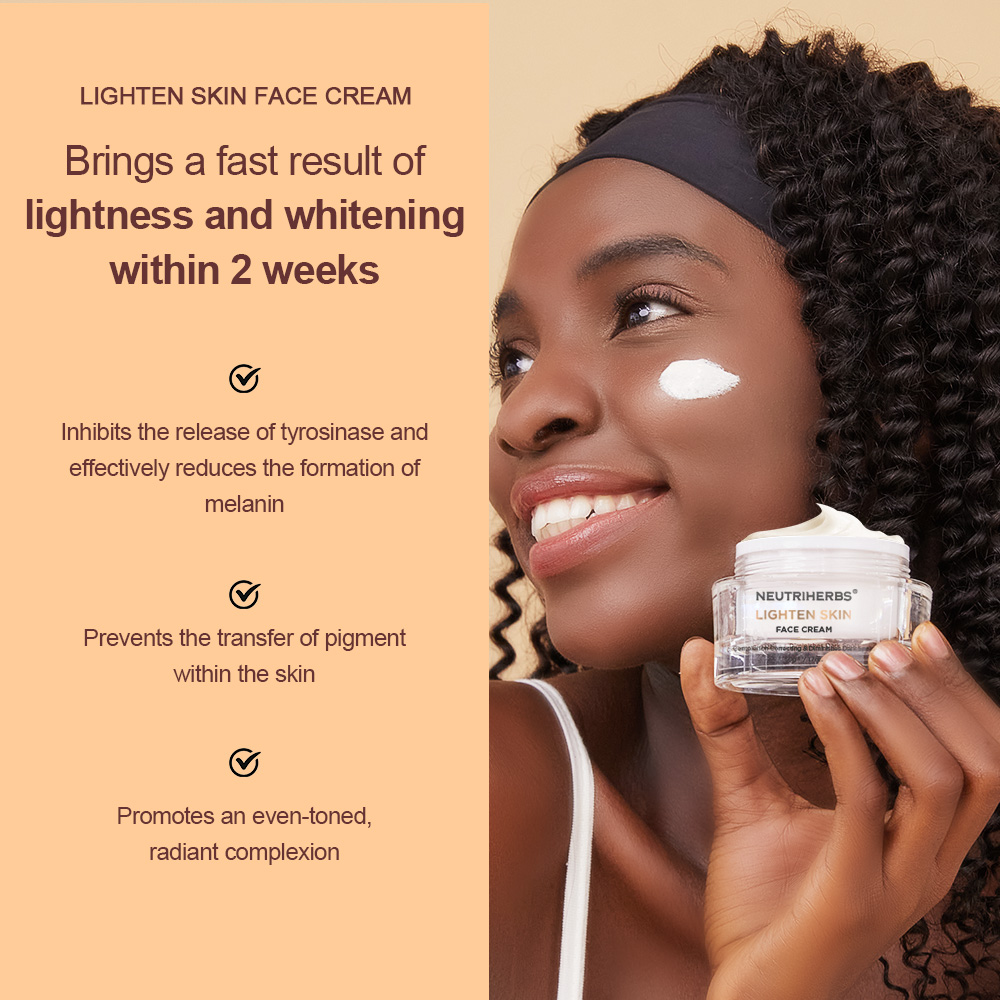 LIGHTEN SKIN FACE CREAM
Brings a fast result of
lightness and whitening
within 2 weeks
Inhibits the release of tyrosinase and
effectively reduces the formation of
melanin
Prevents the transfer of pigment
within the skin
Promotes an even-toned,
radiant complexion
NEUTRIHERBS®
LIGHTEN SKIN
FACE CREAM